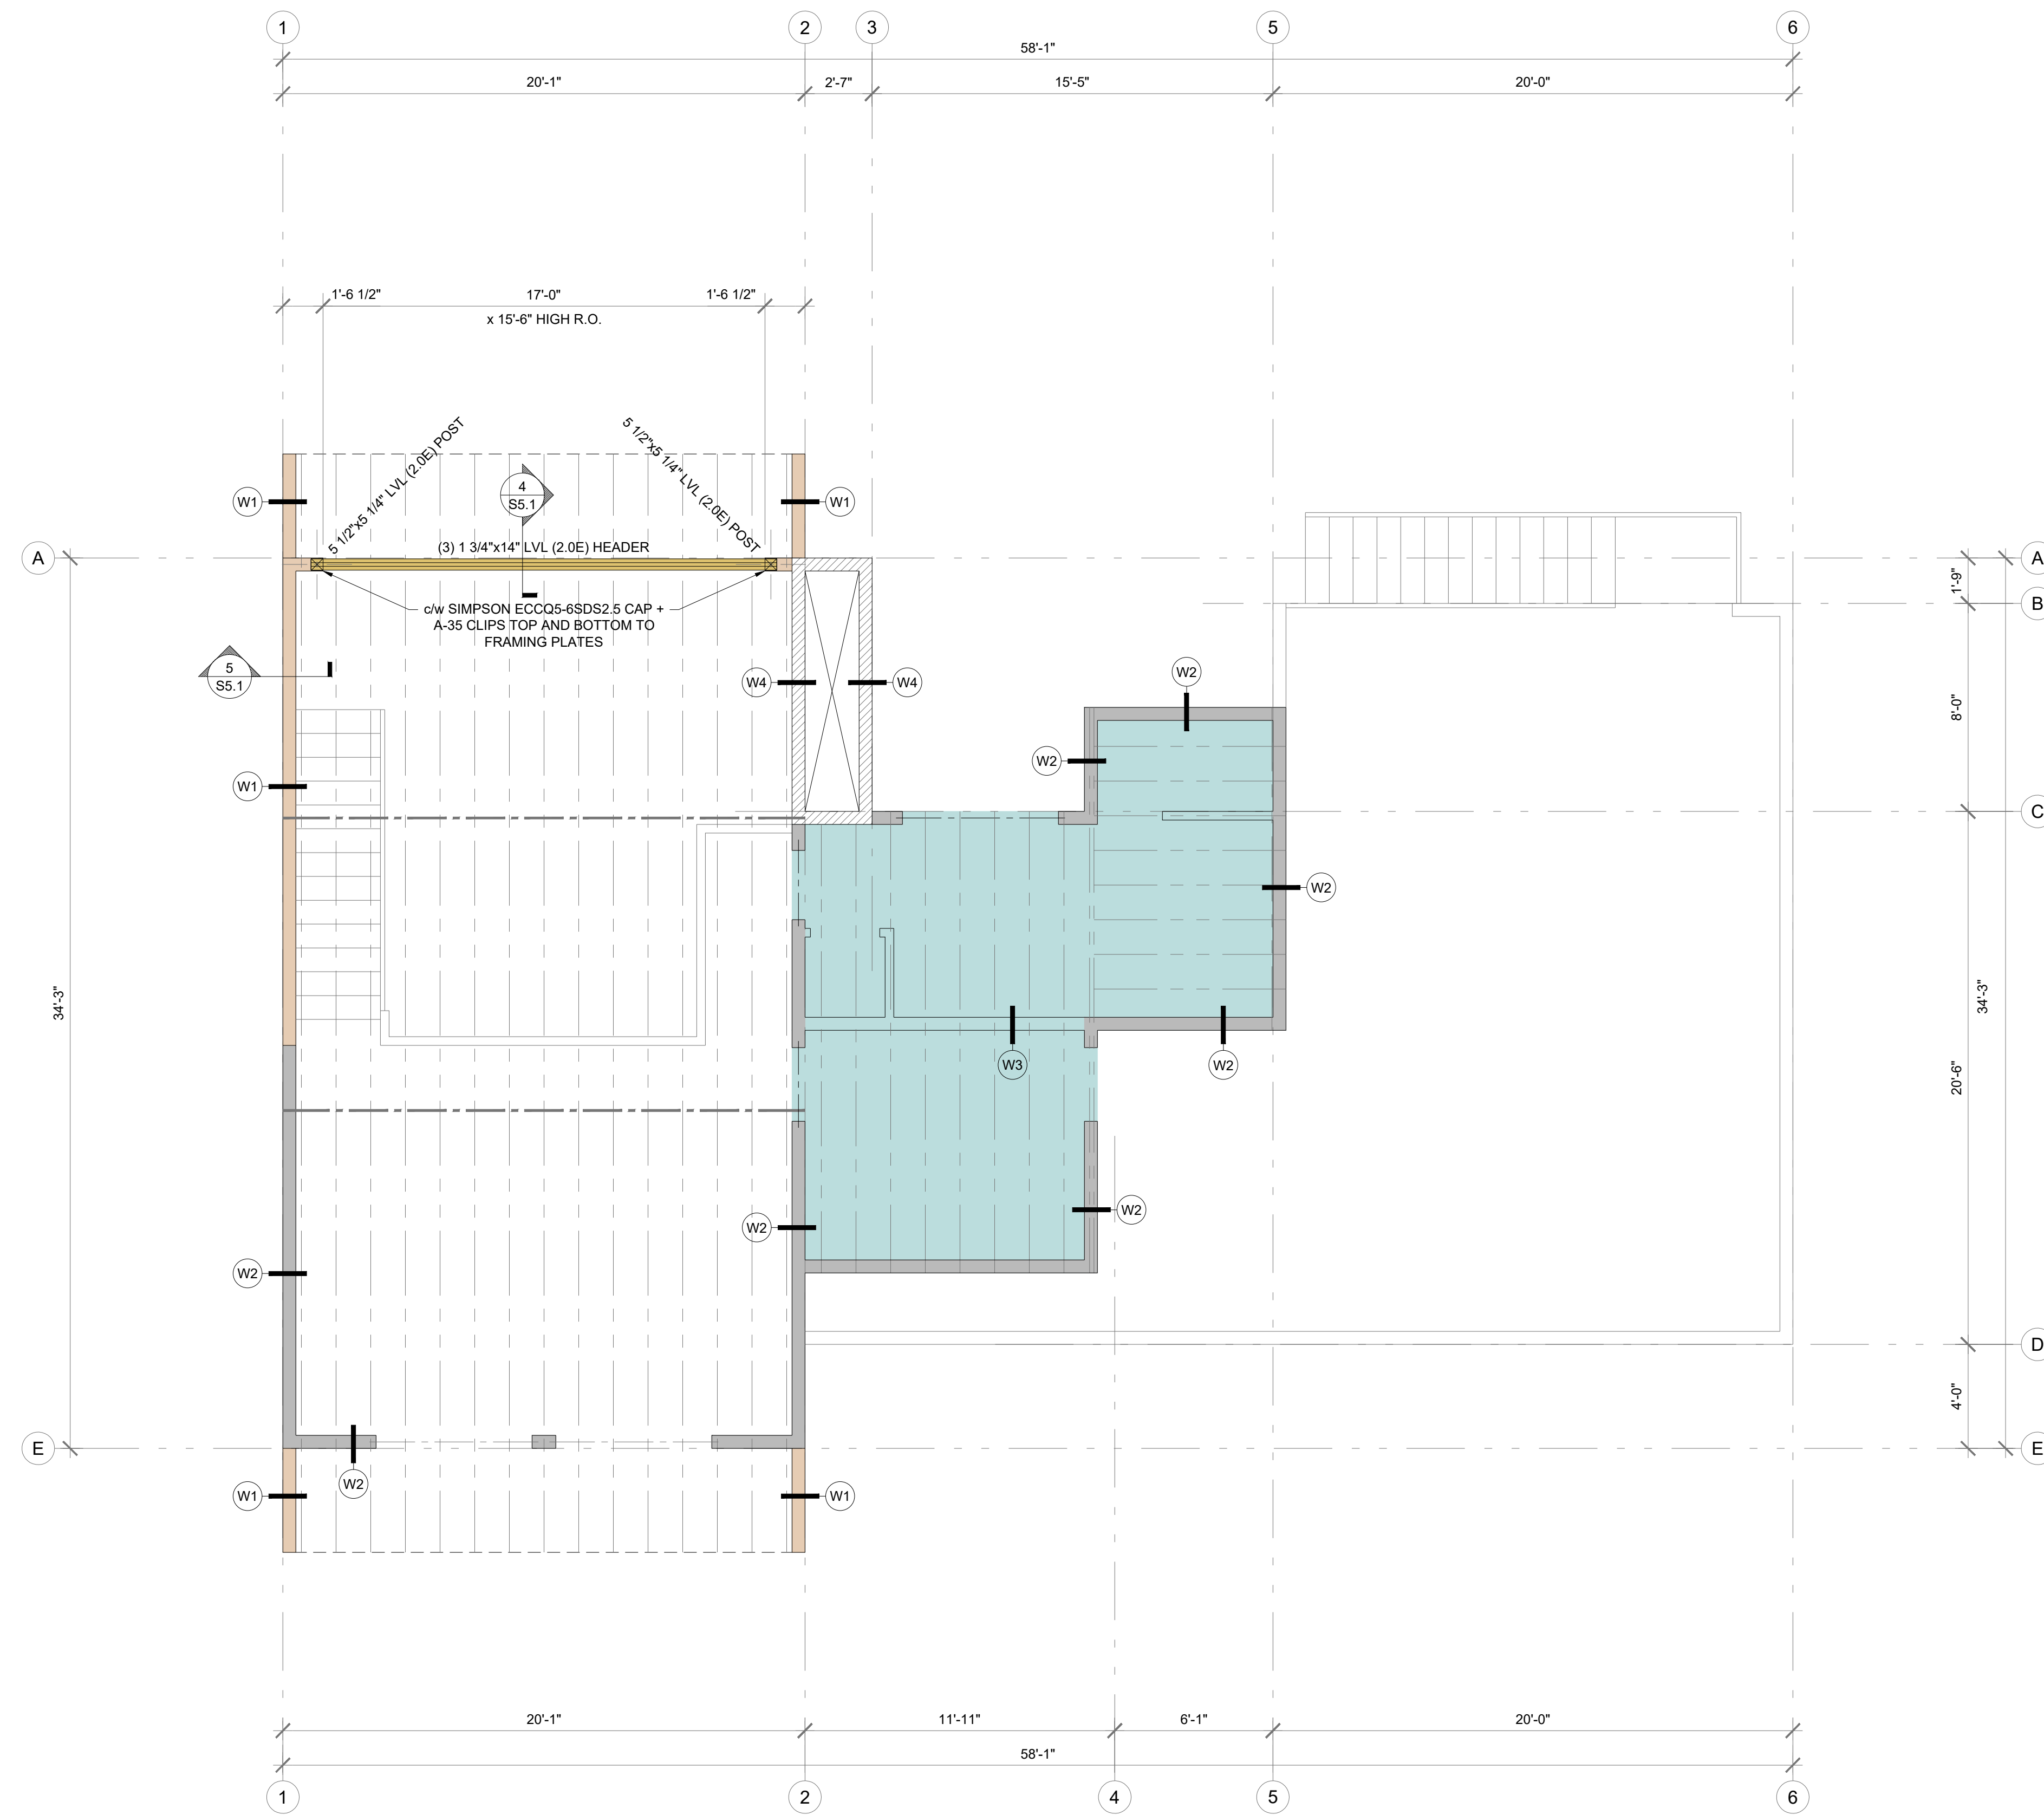 1
2
3
5
6
58'-1"
20'-1"
2'-7"
15'-5"
20'-0"
1'-6 1/2"
17'-0"
1'-6 1/2"
x 15'-6" HIGH R.O.
5 1/2"x5 1/4" LVL (2.0E) POST
5 1/2"x5 1/4" LVL (2.0E) POST
4
S5.1
W1
W1
(3) 1 3/4"x14" LVL (2.0E) HEADER
A
A
1'-9"
B
c/w SIMPSON ECCQ5-6SDS2.5 CAP +
A-35 CLIPS TOP AND BOTTOM TO
FRAMING PLATES
5
S5.1
W4
W4
W2
8'-0"
W2
W1
C
W2
34'-3"
34'-3"
W3
W2
20'-6"
W2
W2
W2
D
4'-0"
E
E
W2
W1
W1
20'-1"
11'-11"
6'-1"
20'-0"
58'-1"
1
2
4
5
6